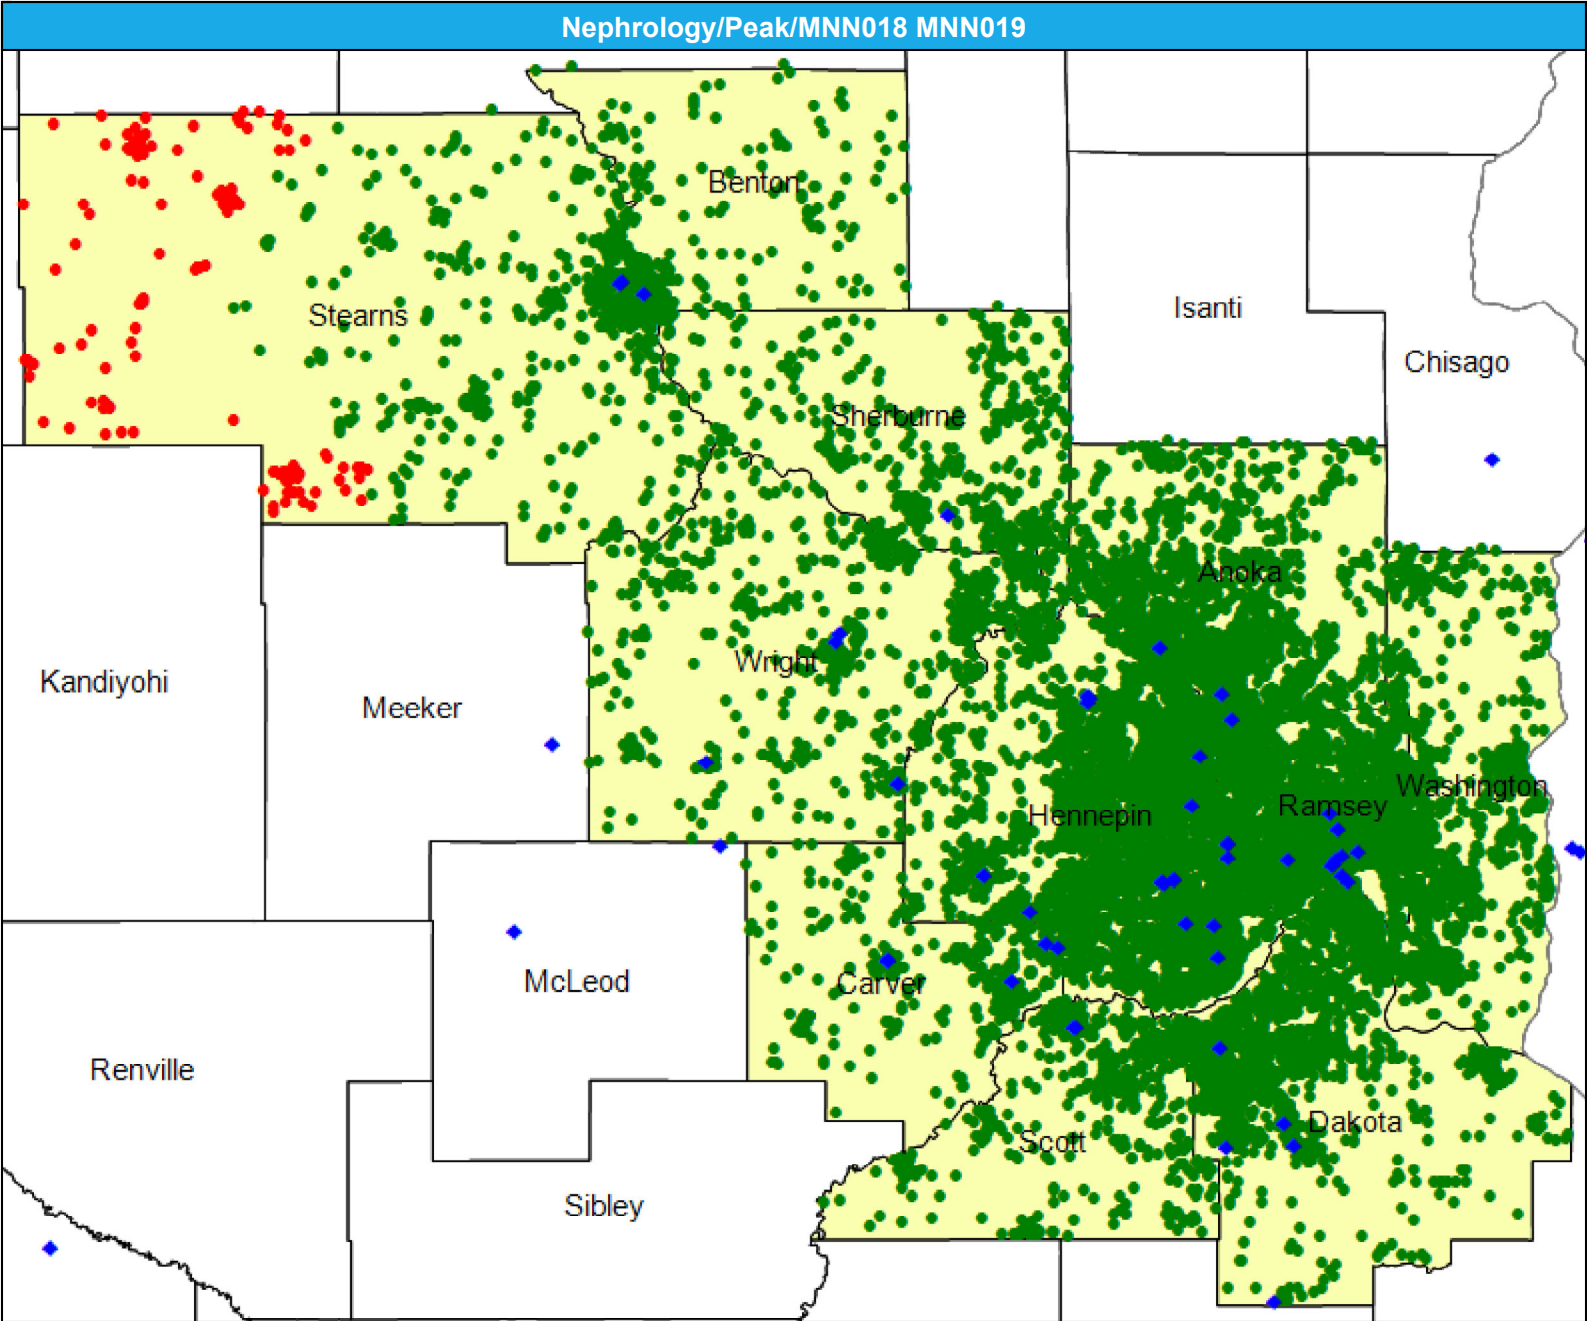 Nephrology/Peak/MNN018 MNN019
Benton
Stearns
Isanti
Chisago
Sherburne
Anoka
Wright
Kandiyohi
Meeker
Washington
Hennepin
Ramsey
McLeod
Carver
Renville
Dakota
Scott
Sibley